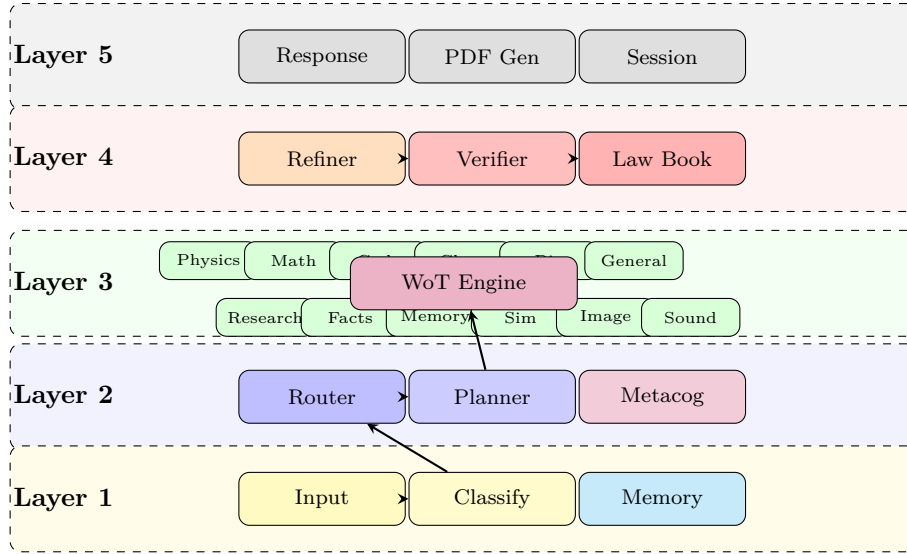 Layer 5 Response PDF Gen Session
Layer 4 Refiner Verifier Law Book
Physics Math General
Layer 3 WoT Engine
Research Facts Memory Sim Image Sound
Layer 2 Router Planner Metacog
Layer 1 Input Classify Memory